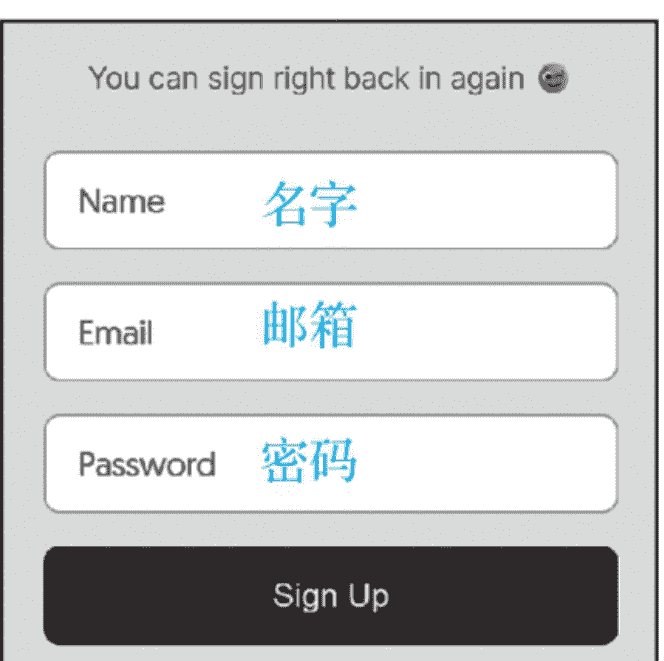 You can sign right back in again
Name 名字
Email 邮箱
Password 密码
Sign Up